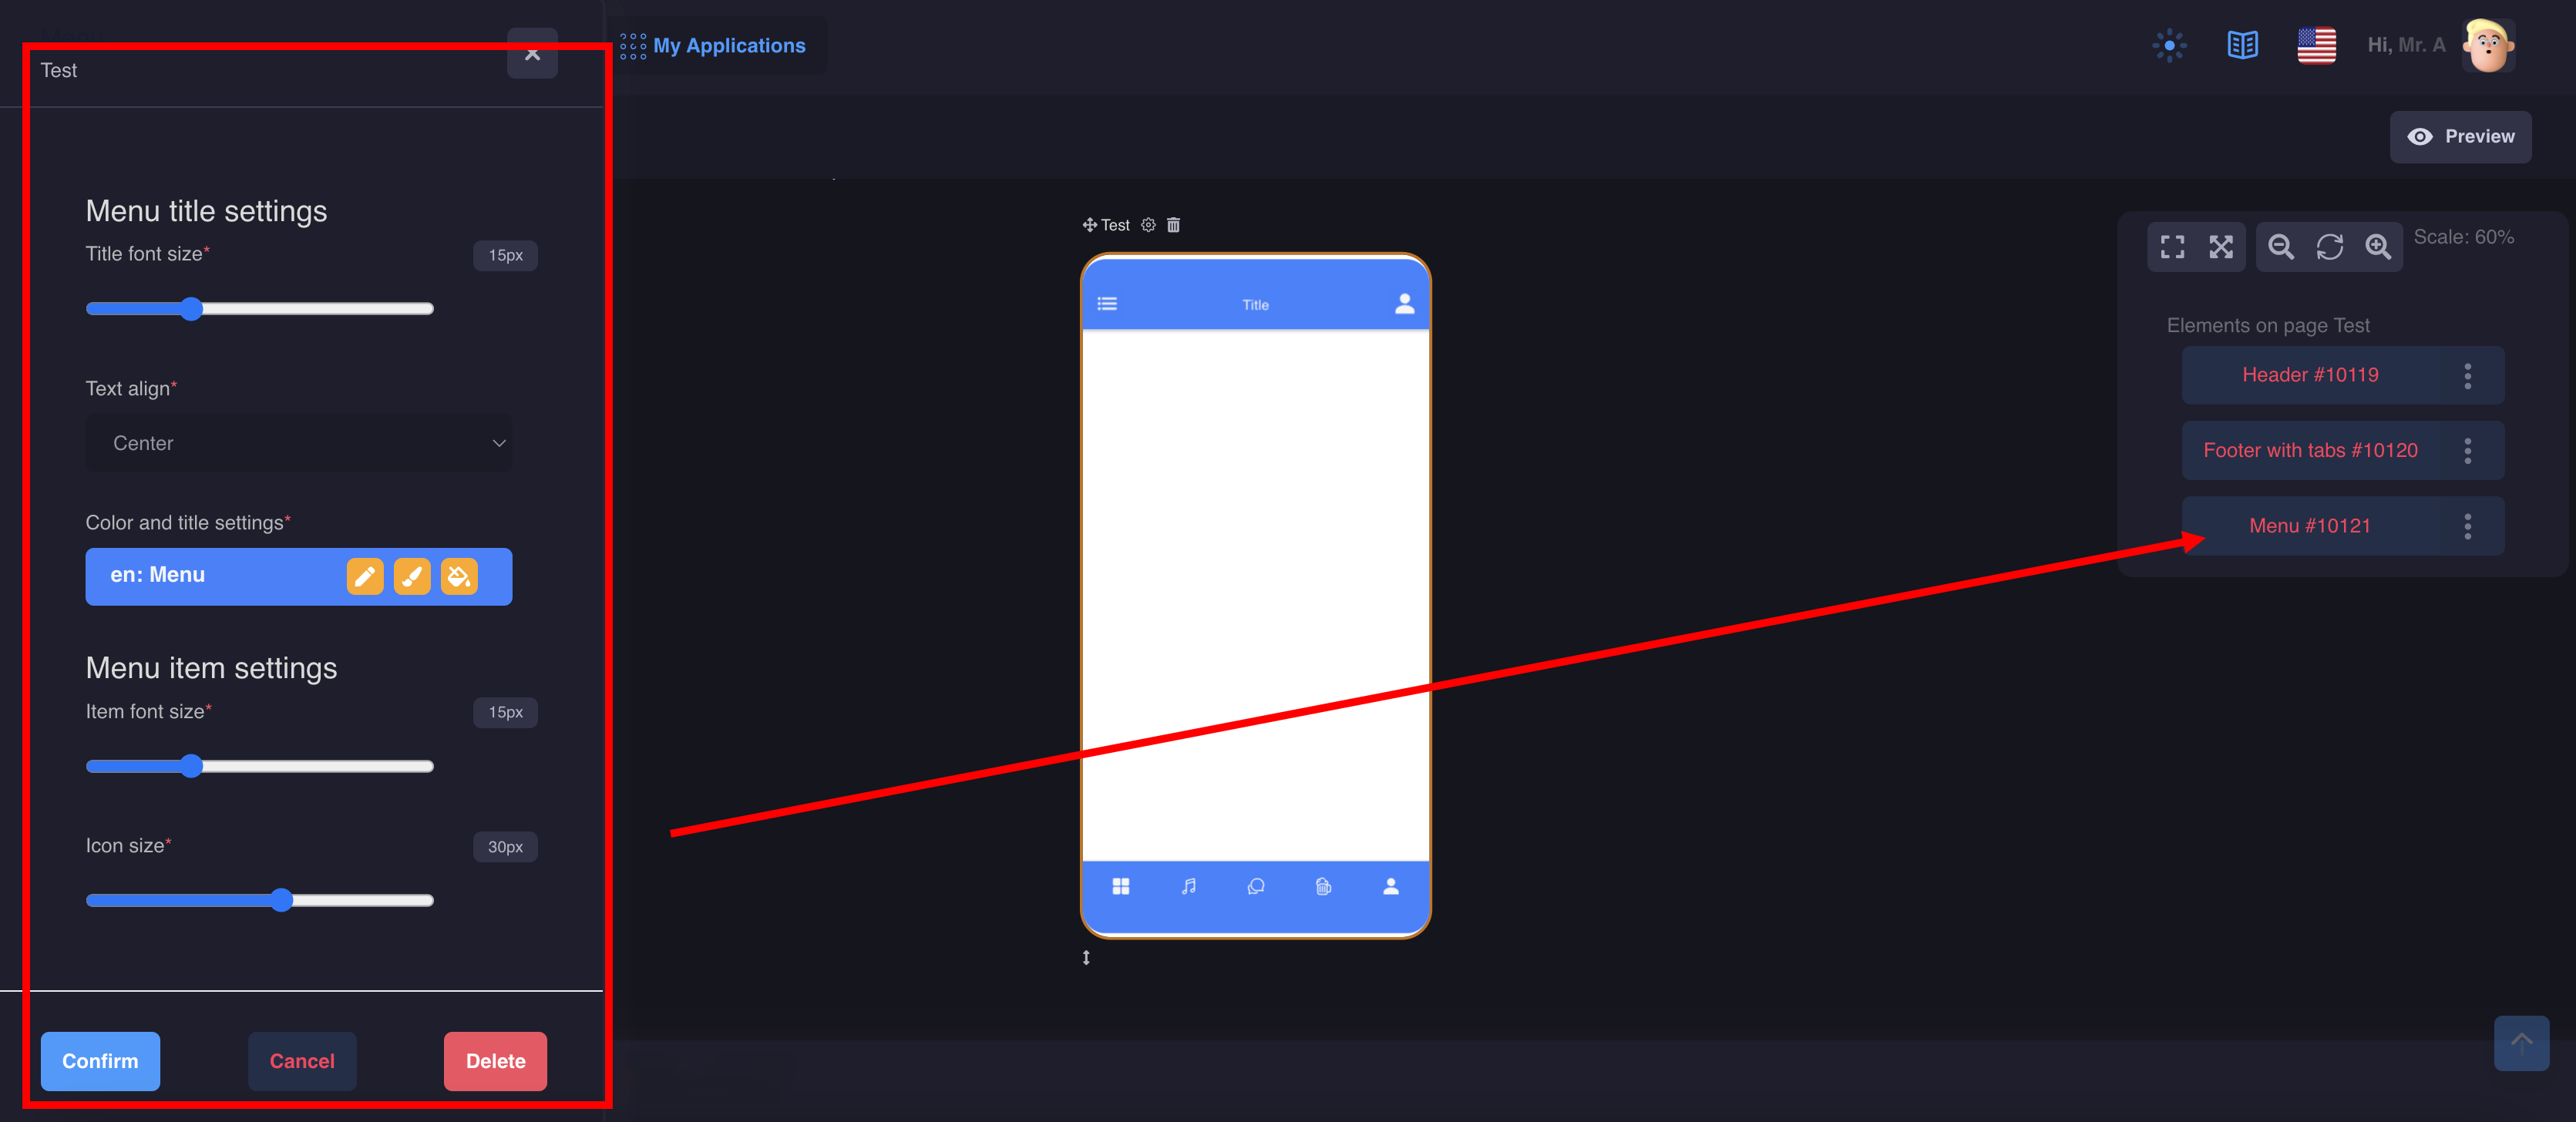 Test
My Applications
Hi, Mr. A
Preview
Menu title settings
Title font size*
15px
Text align*
Center
Color and title settings*
en: Menu
Menu item settings
Item font size*
15px
Icon size*
30px
Confirm
Cancel
Delete
Test
Title
Scale: 60%
Elements on page Test
Header #10119
Footer with tabs #10120
Menu #10121